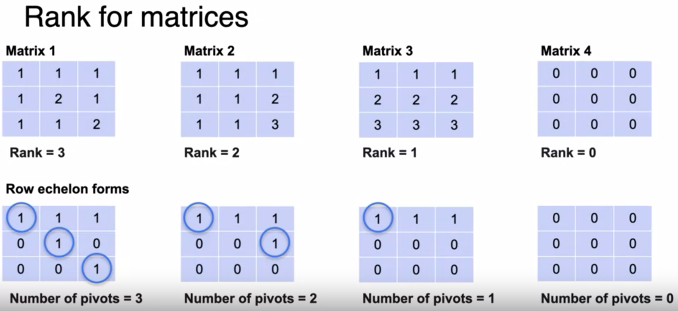 Rank for matrices
Matrix 1 Matrix 2 Matrix 3 Matrix 4
1 1 1 1 1 1 1 1 1 0 0 0
1 2 1 1 1 2 2 2 2 0 0 0
1 1 2 1 1 3 3 3 3 0 0 0
Rank = 3 Rank = 2 Rank = 1 Rank = 0
Row echelon forms
1 1 1 1 1 1 1 1 1 0 0 0
0 1 0 0 0 1 0 0 0 0 0 0
0 0 1 0 0 0 0 0 0 0 0 0
Number of pivots = 3 Number of pivots = 2 Number of pivots = 1 Number of pivots = 0